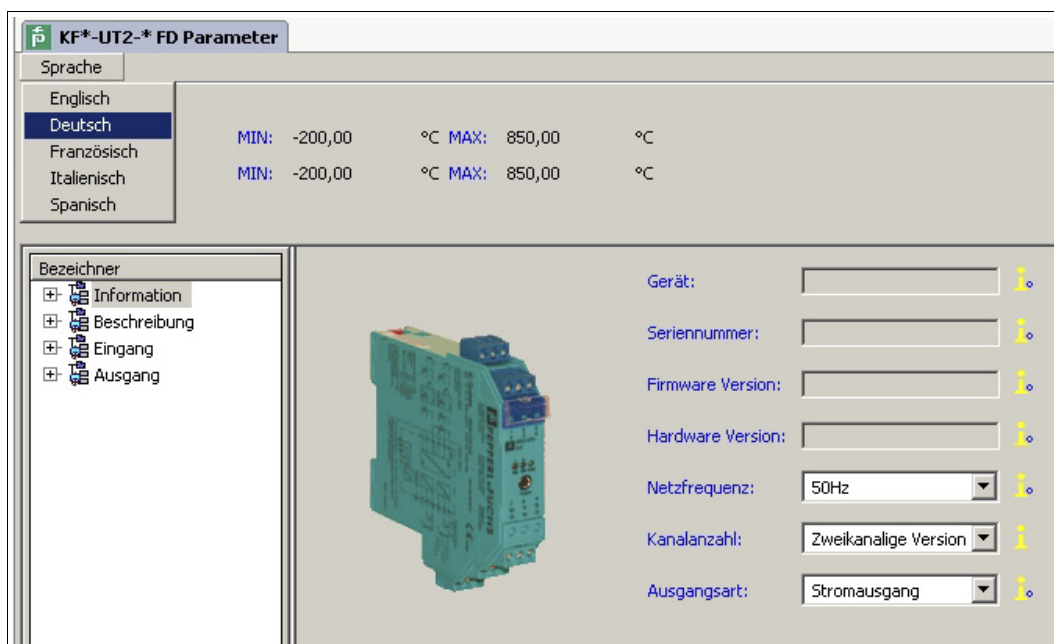 KF*-UT2-* FD Parameter
Sprache
Englisch
Deutsch
Französisch
Italienisch
Spanisch
MIN: -200,00 °C MAX: 850,00 °C
MIN: -200,00 °C MAX: 850,00 °C
Bezeichner
Information
Beschreibung
Eingang
Ausgang
PEPPERL+FUCHS
Gerät:
Seriennummer:
Firmware Version:
Hardware Version:
Netzfrequenz: 50Hz
Kanalanzahl: Zweikanalige Version
Ausgangsart: Stromausgang